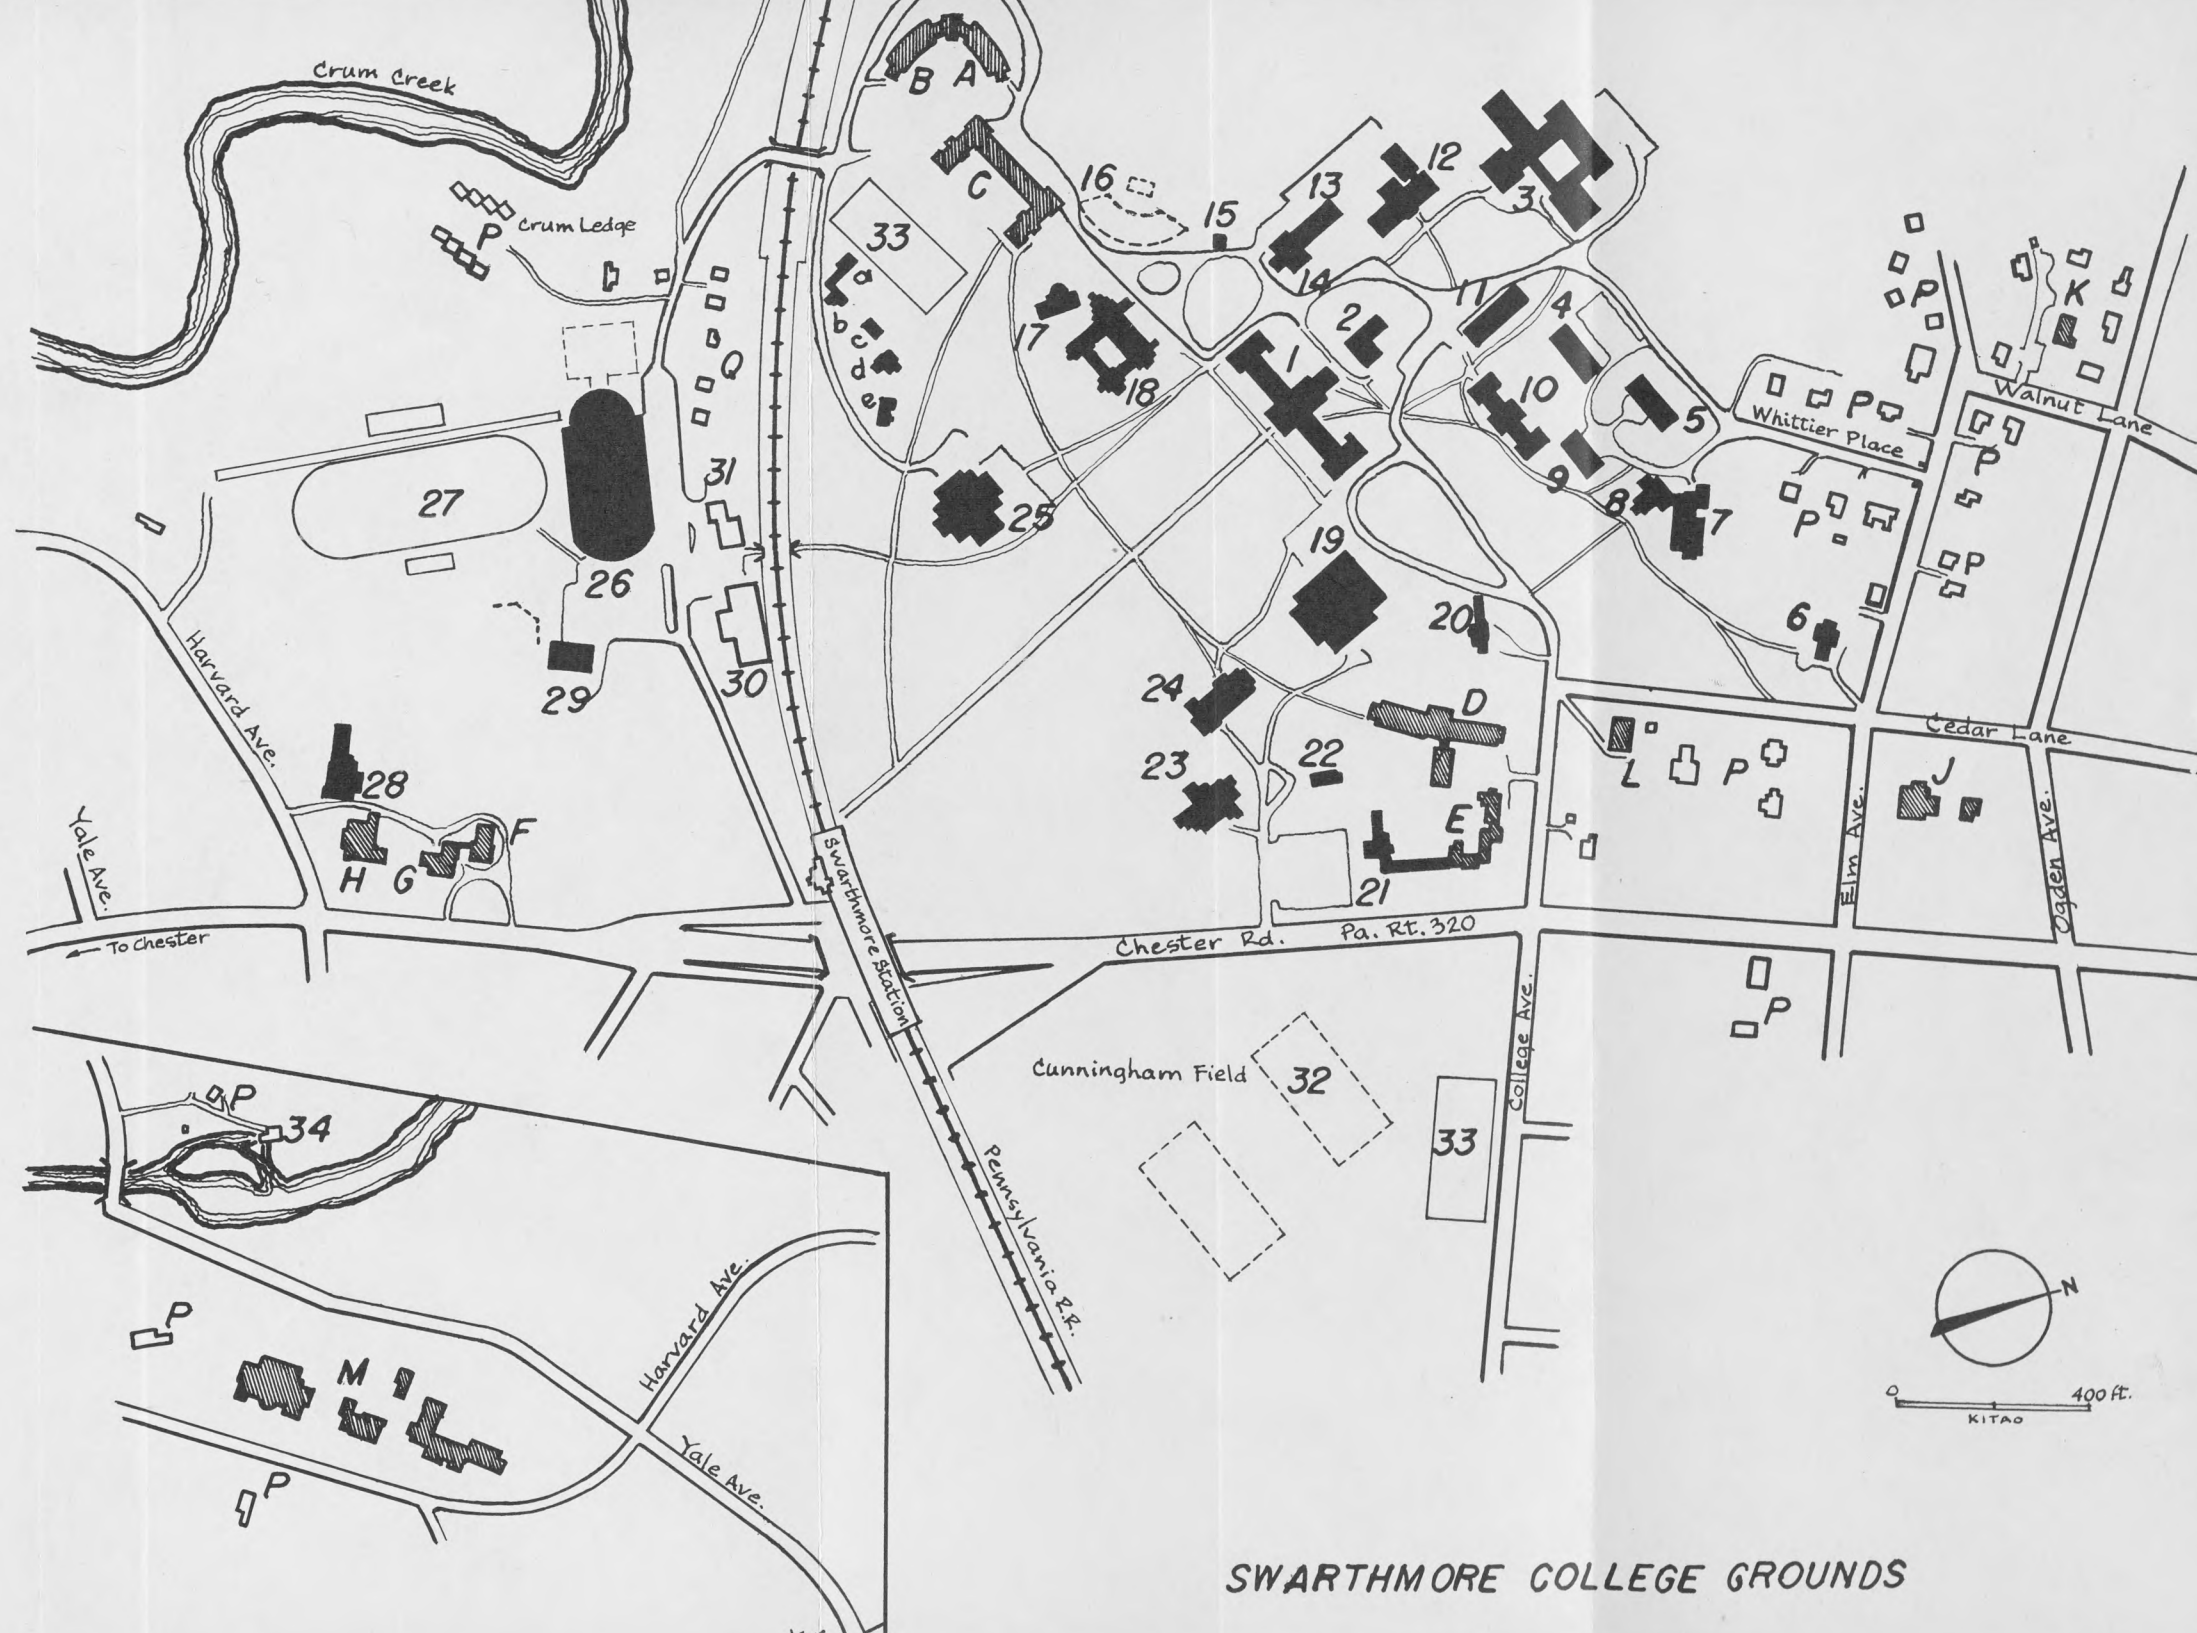 Crum Creek
B A
12
16
13
3
C
P
Crum Ledge
15
33
P
K
a
14
11
4
2
b
17
c
Q
1
d
18
10
e
5
P
Walnut Lane
Whittier Place
P
31
27
25
9
8
7
P
19
P
26
20
6
Harvard Ave.
29
30
24
D
Cedar Lane
28
23
22
L
P
J
Yale Ave.
F
E
Elm Ave.
Ogden Ave.
H G
21
Swarthmore Station
← To Chester
Chester Rd. Pa. Rt. 320
College Ave.
P
Cunningham Field
32
33
P
34
Pennsylvania R.R.
N
P
Harvard Ave.
M
0 400 ft.
KITAO
P
Yale Ave.
SWARTHMORE COLLEGE GROUNDS